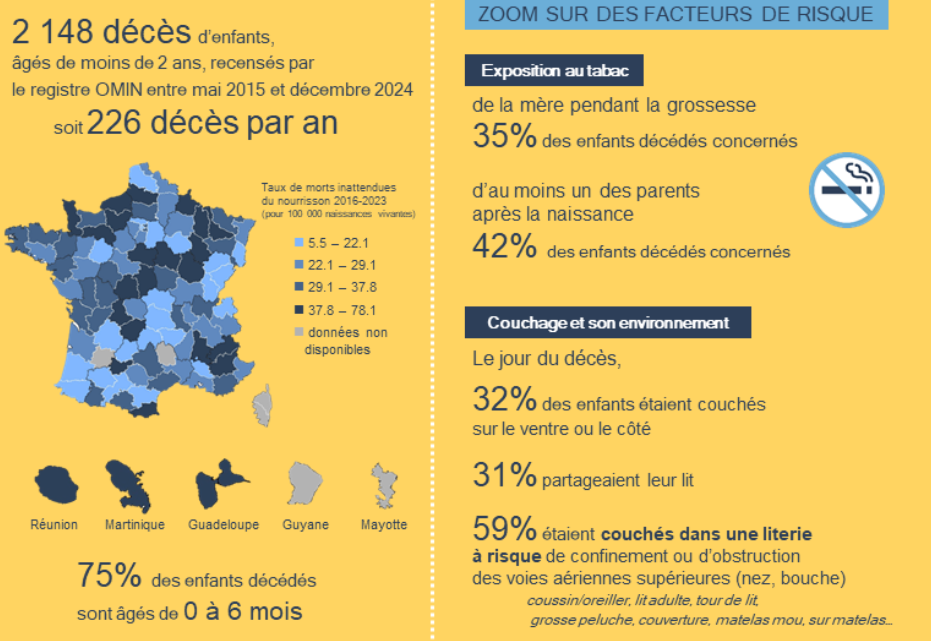 2 148 décès d'enfants,
âgés de moins de 2 ans, recensés par
le registre OMIN entre mai 2015 et décembre 2024
soit 226 décès par an
Taux de morts inattendues
du nourrisson 2016-2023
(pour 100 000 naissances vivantes)
5.5 – 22.1
22.1 – 29.1
29.1 – 37.8
37.8 – 78.1
données non
disponibles
Réunion Martinique Guadeloupe Guyane Mayotte
75% des enfants décédés
sont âgés de 0 à 6 mois
ZOOM SUR DES FACTEURS DE RISQUE
Exposition au tabac
de la mère pendant la grossesse
35% des enfants décédés concernés
d'au moins un des parents
après la naissance
42% des enfants décédés concernés
Couchage et son environnement
Le jour du décès,
32% des enfants étaient couchés
sur le ventre ou le côté
31% partageaient leur lit
59% étaient couchés dans une literie
à risque de confinement ou d'obstruction
des voies aériennes supérieures (nez, bouche)
coussin/oreiller, lit adulte, tour de lit,
grosse peluche, couverture, matelas mou, sur matelas...